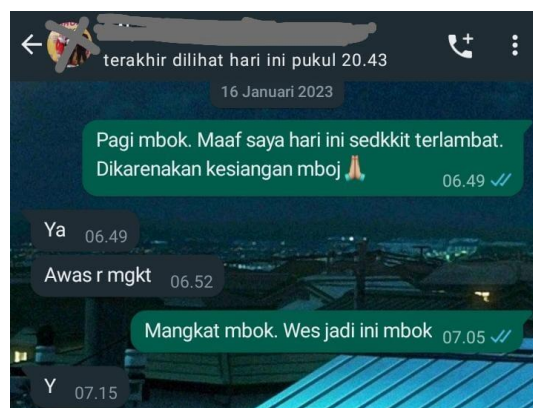 terakhir dilihat hari ini pukul 20.43
16 Januari 2023
Pagi mbok. Maaf saya hari ini sedkkit terlambat.
Dikarenakan kesiangan mboj🙏🏻
06.49
Ya 06.49
Awas r mgkt 06.52
Mangkat mbok. Wes jadi ini mbok 07.05
Y 07.15